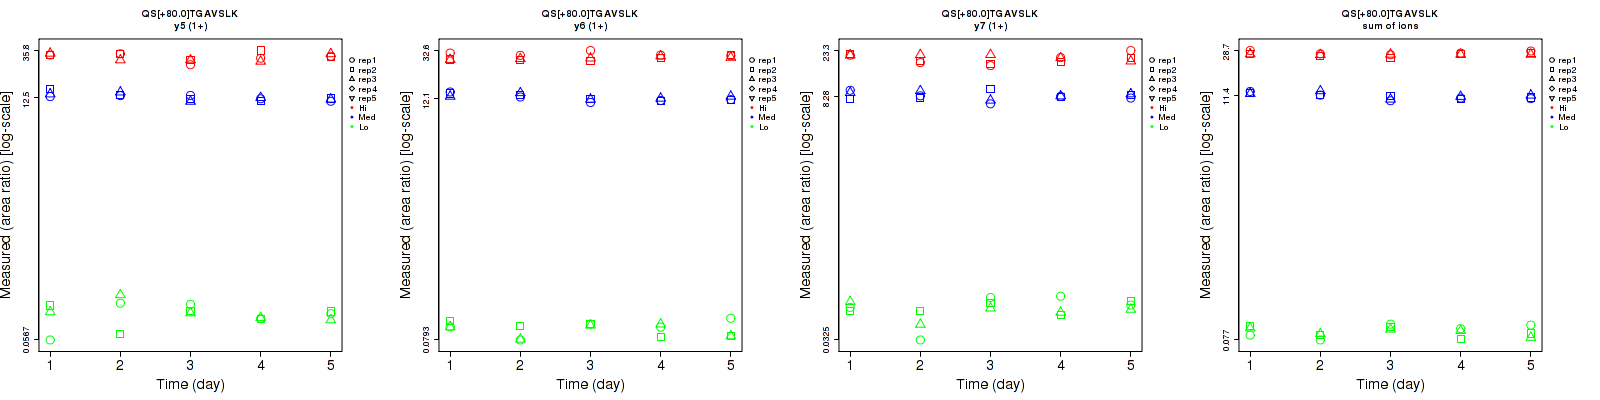 QS[+80.0]TGAVSLK
y5 (1+)
Measured (area ratio) [log-scale]
35.8
12.5
0.0567
1 2 3 4 5
Time (day)
rep1
rep2
rep3
rep4
rep5
Hi
Med
Lo
QS[+80.0]TGAVSLK
y6 (1+)
Measured (area ratio) [log-scale]
32.6
12.1
0.0793
1 2 3 4 5
Time (day)
rep1
rep2
rep3
rep4
rep5
Hi
Med
Lo
QS[+80.0]TGAVSLK
y7 (1+)
Measured (area ratio) [log-scale]
23.3
8.28
0.0325
1 2 3 4 5
Time (day)
rep1
rep2
rep3
rep4
rep5
Hi
Med
Lo
QS[+80.0]TGAVSLK
sum of ions
Measured (area ratio) [log-scale]
28.7
11.4
0.077
1 2 3 4 5
Time (day)
rep1
rep2
rep3
rep4
rep5
Hi
Med
Lo